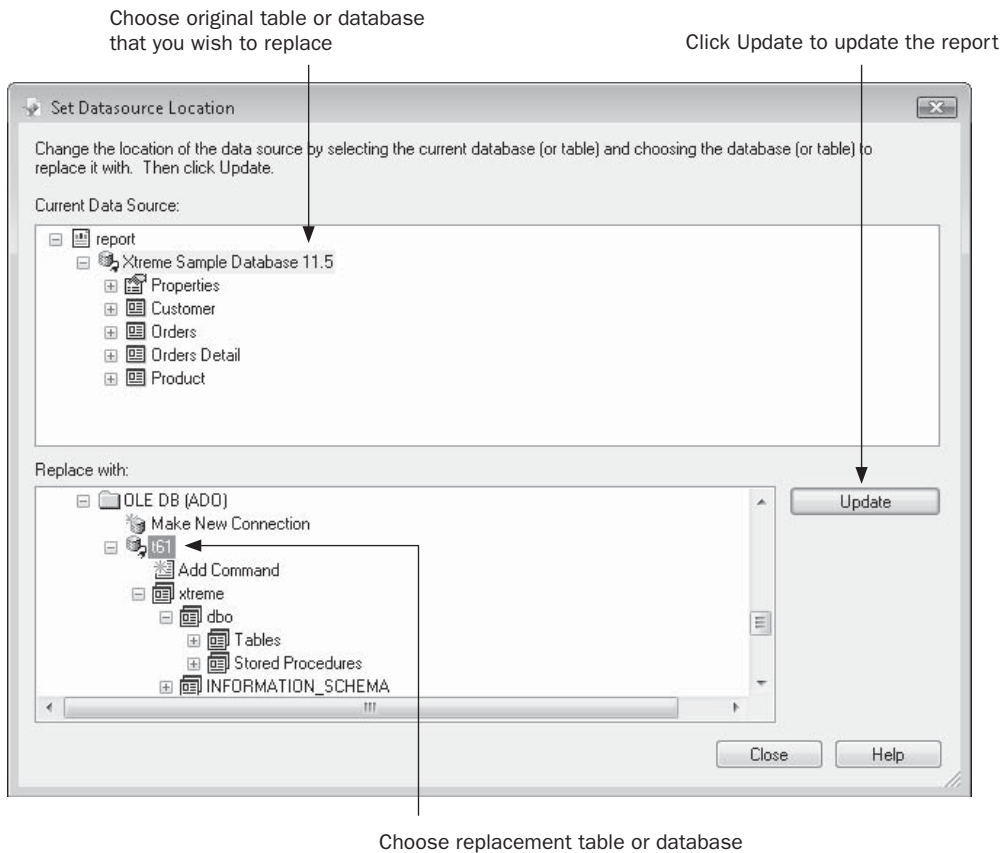 Choose original table or database
that you wish to replace
Click Update to update the report
Set Datasource Location
Change the location of the data source by selecting the current database (or table) and choosing the database (or table) to
replace it with. Then click Update.
Current Data Source:
report
Xtreme Sample Database 11.5
Properties
Customer
Orders
Orders Detail
Product
Replace with:
OLE DB (ADO)
Make New Connection
t61
Add Command
xtreme
dbo
Tables
Stored Procedures
INFORMATION_SCHEMA
Update
Close
Help
Choose replacement table or database